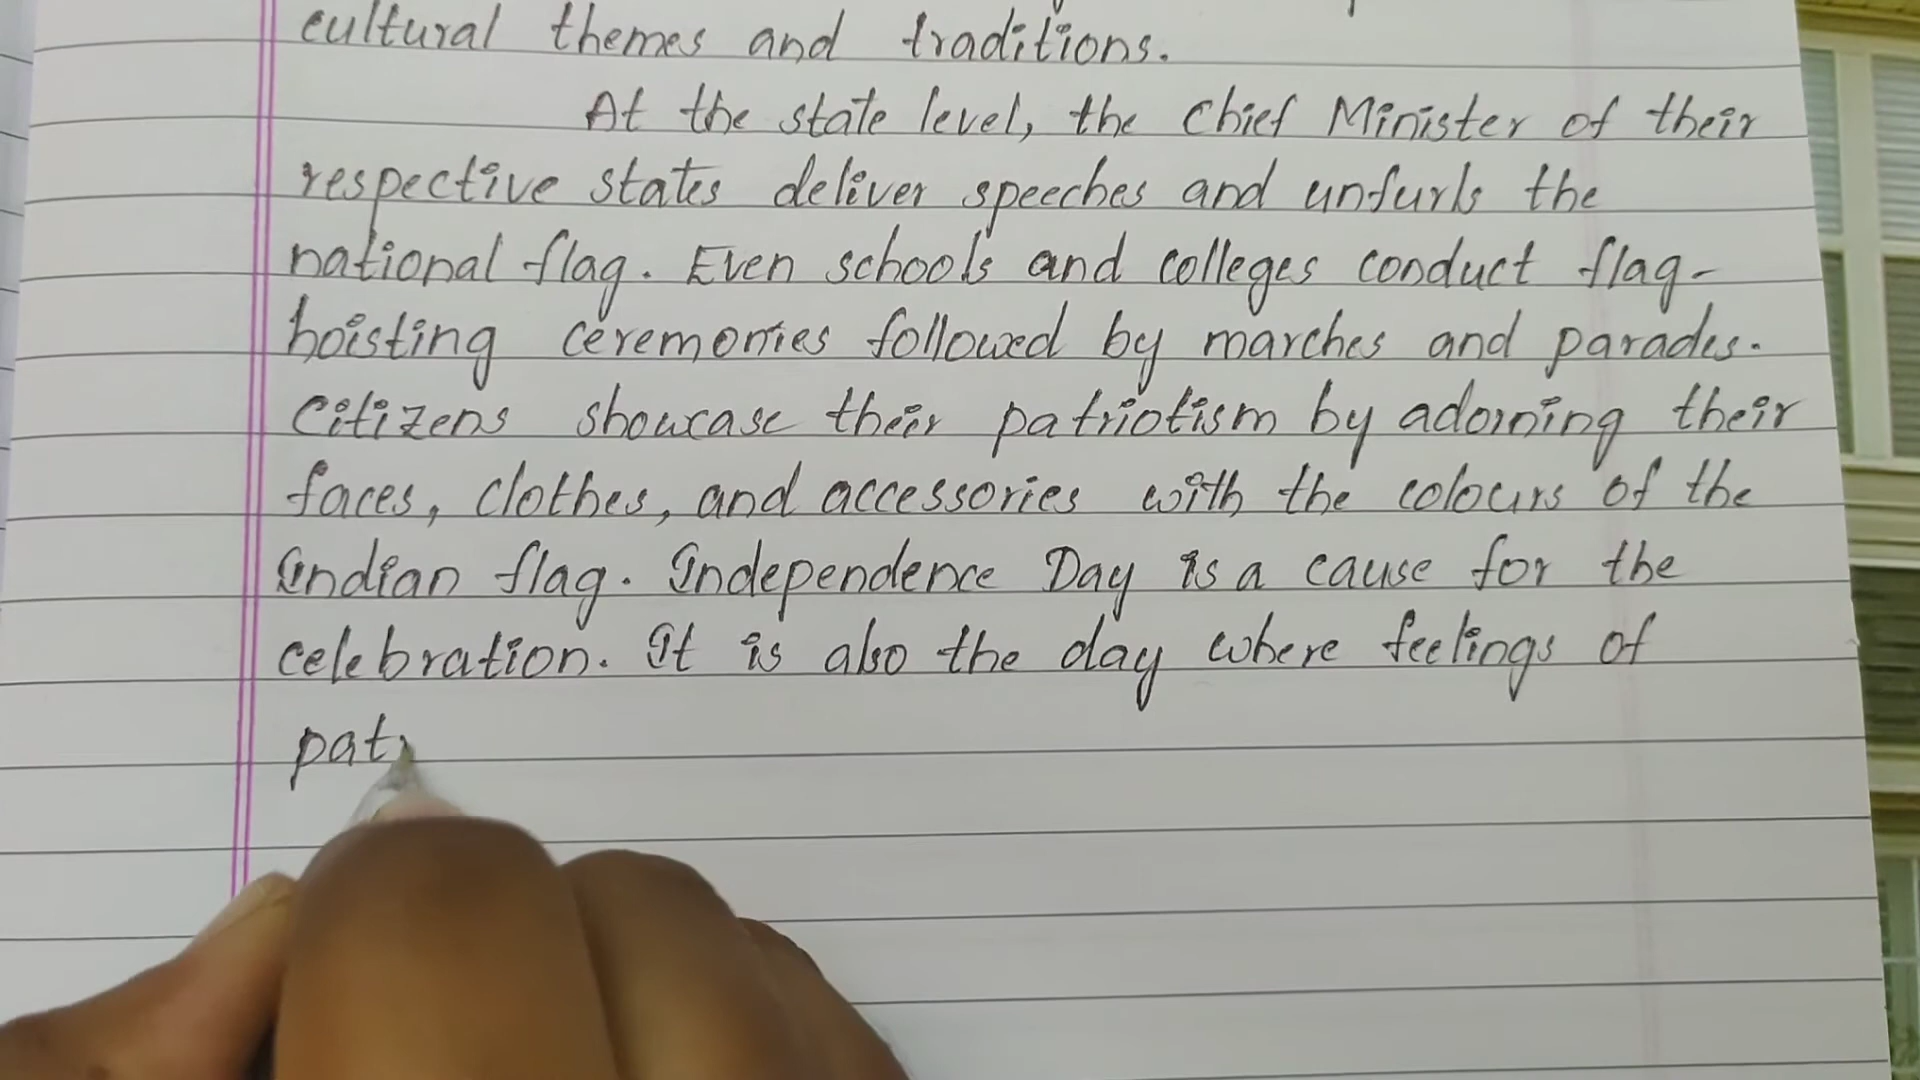 cultural themes and traditions.
At the state level, the Chief Minister of their
respective states deliver speeches and unfurls the
national flag. Even schools and colleges conduct flag-
hoisting ceremonies followed by marches and parades.
Citizens showcase their patriotism by adorning their
faces, clothes, and accessories with the colours of the
Indian flag. Independence Day is a cause for the
celebration. It is also the day where feelings of
patr